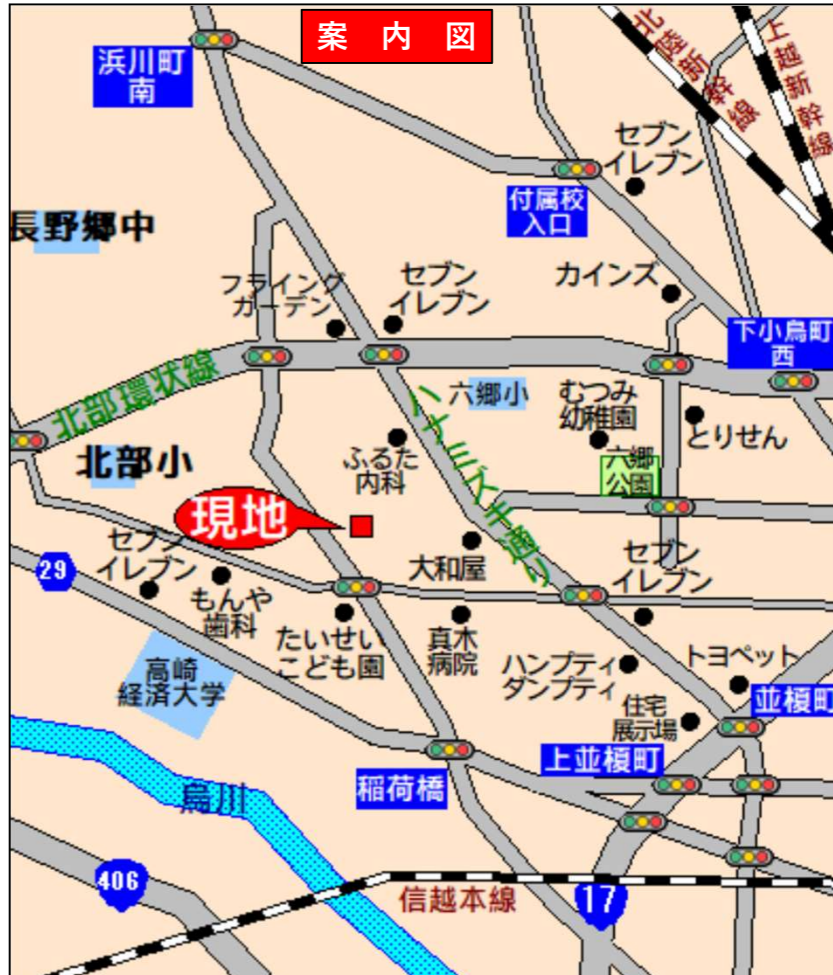 案内図
浜川町
南
北陸新幹線
上越新幹線
セブン
イレブン
付属校
入口
長野郷中
フライング
ガーデン
セブン
イレブン
カインズ
下小鳥町
西
北部環状線
ハナミズキ通り
六郷小
むつみ
幼稚園
とりせん
北部小
ふるた
内科
六郷
公園
現地
29
セブン
イレブン
もんや
歯科
大和屋
セブン
イレブン
たいせい
こども園
真木
病院
高崎
経済大学
ハンプティ
ダンプティ
トヨペット
住宅
展示場
並榎町
上並榎町
稲荷橋
烏川
406
信越本線
17